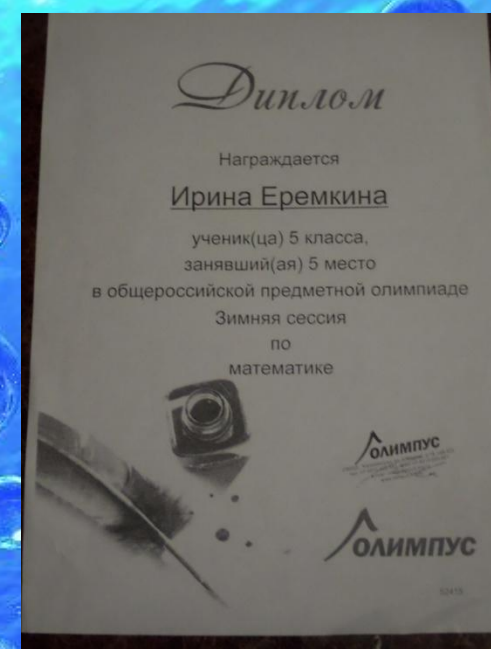 Диплом
Награждается
Ирина Еремкина
ученик(ца) 5 класса,
занявший(ая) 5 место
в общероссийской предметной олимпиаде
Зимняя сессия
по
математике
ОЛИМПУС
ОЛИМПУС